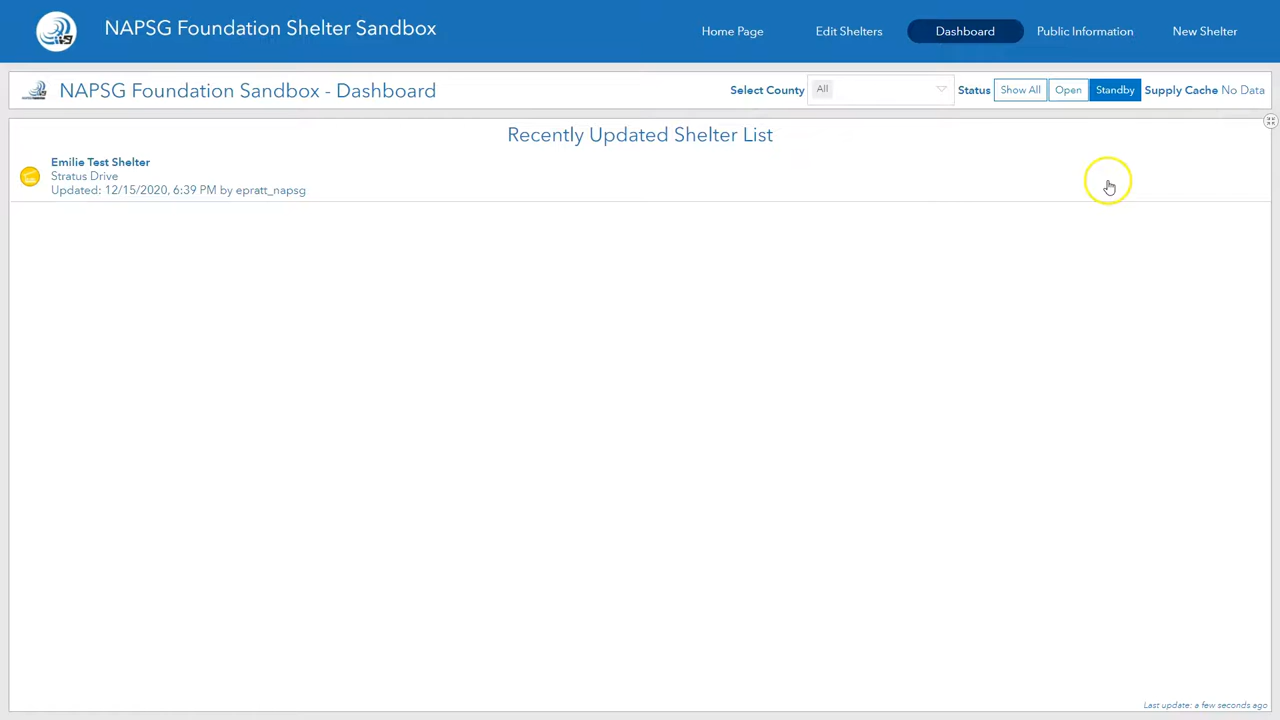 NAPSG Foundation Shelter Sandbox
Home Page Edit Shelters Dashboard Public Information New Shelter
NAPSG Foundation Sandbox - Dashboard
Select County All Status Show All Open Standby Supply Cache No Data
Recently Updated Shelter List
Emilie Test Shelter
Stratus Drive
Updated: 12/15/2020, 6:39 PM by epratt_napsg
Last update: a few seconds ago